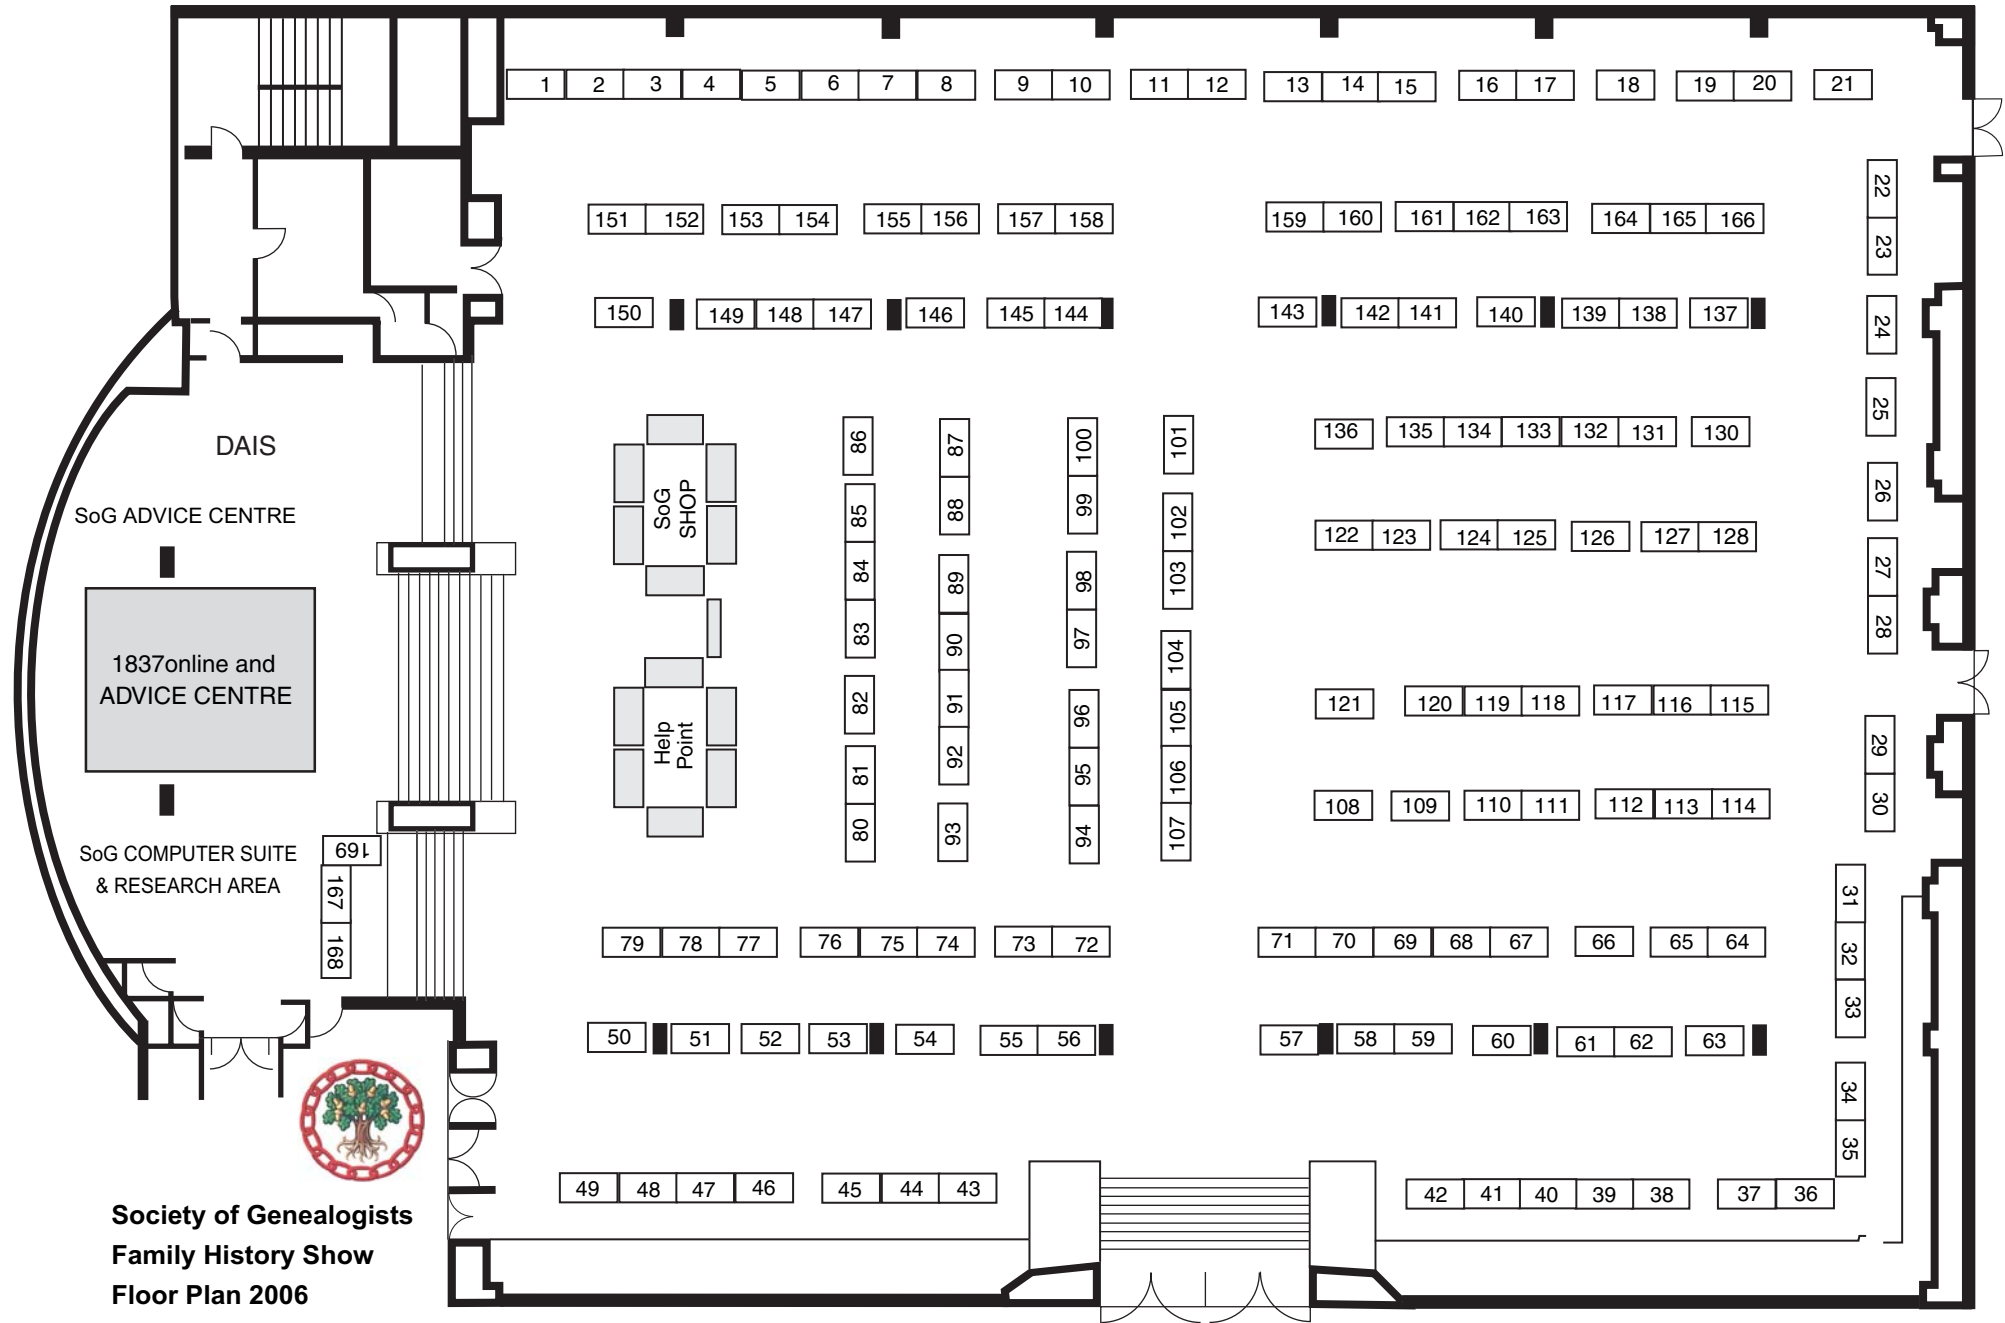 1 2 3 4 5 6 7 8 9 10 11 12 13 14 15 16 17 18 19 20 21
22
23
24
25
26
27
28
29
30
31
32
33
34
35
151 152 153 154 155 156 157 158 159 160 161 162 163 164 165 166
150 149 148 147 146 145 144 143 142 141 140 139 138 137
136 135 134 133 132 131 130
122 123 124 125 126 127 128
121 120 119 118 117 116 115
108 109 110 111 112 113 114
DAIS
SoG ADVICE CENTRE
1837online and
ADVICE CENTRE
SoG COMPUTER SUITE
& RESEARCH AREA
169
167
168
SoG
SHOP
Help
Point
86
85
84
83
82
81
80
87
88
89
90
91
92
93
100
99
98
97
96
95
94
101
102
103
104
105
106
107
79 78 77 76 75 74 73 72 71 70 69 68 67 66 65 64
50 51 52 53 54 55 56 57 58 59 60 61 62 63
49 48 47 46 45 44 43 42 41 40 39 38 37 36
Society of Genealogists
Family History Show
Floor Plan 2006